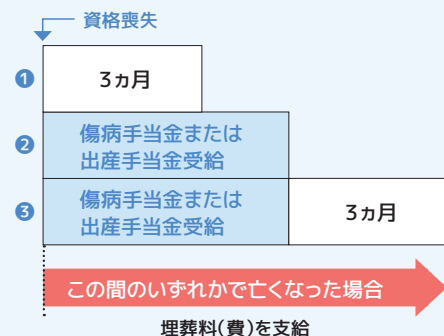 資格喪失
❶ 3ヵ月
❷ 傷病手当金または
出産手当金受給
❸ 傷病手当金または
出産手当金受給
3ヵ月
この間のいずれかで亡くなった場合
埋葬料(費)を支給